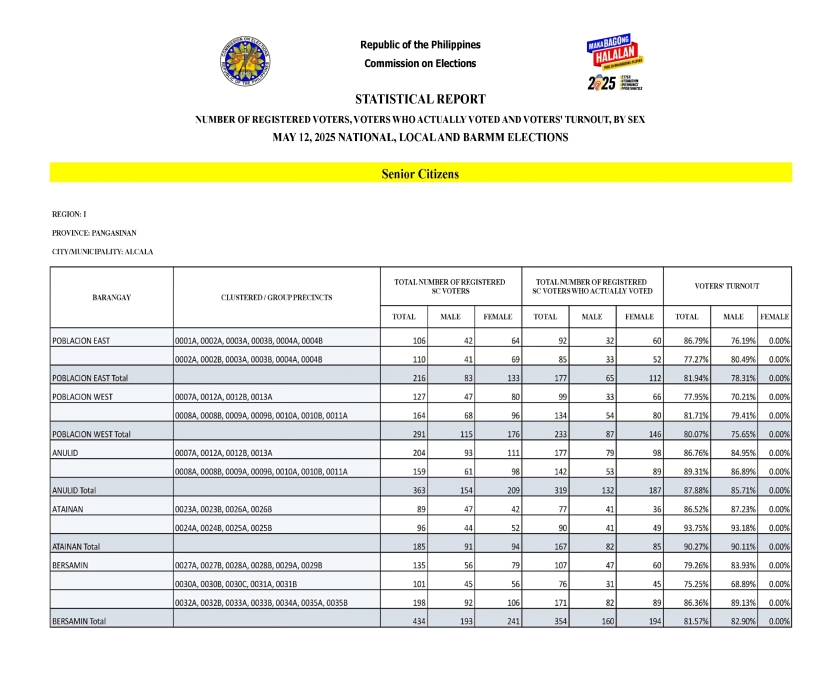 COMMISSION ON ELECTIONS
REPUBLIC OF THE PHILIPPINES
Republic of the Philippines
Commission on Elections
MAKABAGONG
HALALAN
2025
STATISTICAL REPORT
NUMBER OF REGISTERED VOTERS, VOTERS WHO ACTUALLY VOTED AND VOTERS' TURNOUT, BY SEX
MAY 12, 2025 NATIONAL, LOCAL AND BARMM ELECTIONS
Senior Citizens
REGION: I
PROVINCE: PANGASINAN
CITY/MUNICIPALITY: ALCALA
BARANGAY CLUSTERED / GROUP PRECINCTS TOTAL NUMBER OF REGISTERED SC VOTERS TOTAL NUMBER OF REGISTERED SC VOTERS WHO ACTUALLY VOTED VOTERS' TURNOUT
TOTAL MALE FEMALE TOTAL MALE FEMALE TOTAL MALE FEMALE
POBLACION EAST 0001A, 0002A, 0003A, 0003B, 0004A, 0004B 106 42 64 92 32 60 86.79% 76.19% 0.00%
0002A, 0002B, 0003A, 0003B, 0004A, 0004B 110 41 69 85 33 52 77.27% 80.49% 0.00%
POBLACION EAST Total 216 83 133 177 65 112 81.94% 78.31% 0.00%
POBLACION WEST 0007A, 0012A, 0012B, 0013A 127 47 80 99 33 66 77.95% 70.21% 0.00%
0008A, 0008B, 0009A, 0009B, 0010A, 0010B, 0011A 164 68 96 134 54 80 81.71% 79.41% 0.00%
POBLACION WEST Total 291 115 176 233 87 146 80.07% 75.65% 0.00%
ANULID 0007A, 0012A, 0012B, 0013A 204 93 111 177 79 98 86.76% 84.95% 0.00%
0008A, 0008B, 0009A, 0009B, 0010A, 0010B, 0011A 159 61 98 142 53 89 89.31% 86.89% 0.00%
ANULID Total 363 154 209 319 132 187 87.88% 85.71% 0.00%
ATAINAN 0023A, 0023B, 0026A, 0026B 89 47 42 77 41 36 86.52% 87.23% 0.00%
0024A, 0024B, 0025A, 0025B 96 44 52 90 41 49 93.75% 93.18% 0.00%
ATAINAN Total 185 91 94 167 82 85 90.27% 90.11% 0.00%
BERSAMIN 0027A, 0027B, 0028A, 0028B, 0029A, 0029B 135 56 79 107 47 60 79.26% 83.93% 0.00%
0030A, 0030B, 0030C, 0031A, 0031B 101 45 56 76 31 45 75.25% 68.89% 0.00%
0032A, 0032B, 0033A, 0033B, 0034A, 0035A, 0035B 198 92 106 171 82 89 86.36% 89.13% 0.00%
BERSAMIN Total 434 193 241 354 160 194 81.57% 82.90% 0.00%